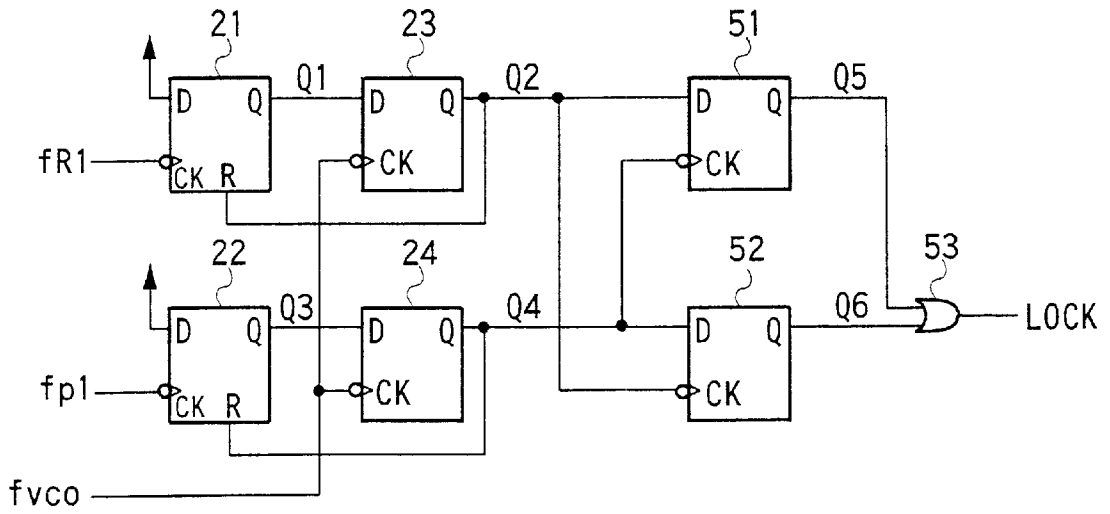 21 23 51
D Q Q1 D Q Q2 D Q Q5
fR1 CK R CK CK
22 24 52 53
D Q Q3 D Q Q4 D Q Q6 LOCK
fp1 CK R CK CK
fvco